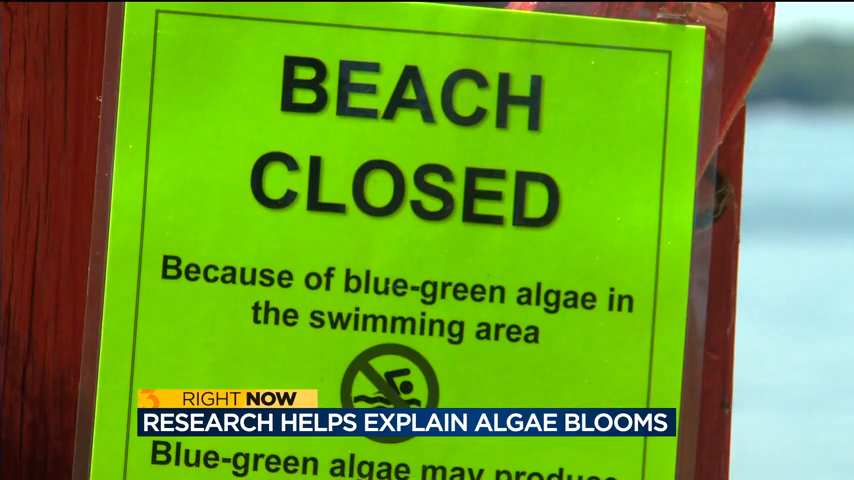 BEACH
CLOSED
Because of blue-green algae in
the swimming area
3 RIGHT NOW
RESEARCH HELPS EXPLAIN ALGAE BLOOMS
Blue-green algae may produce